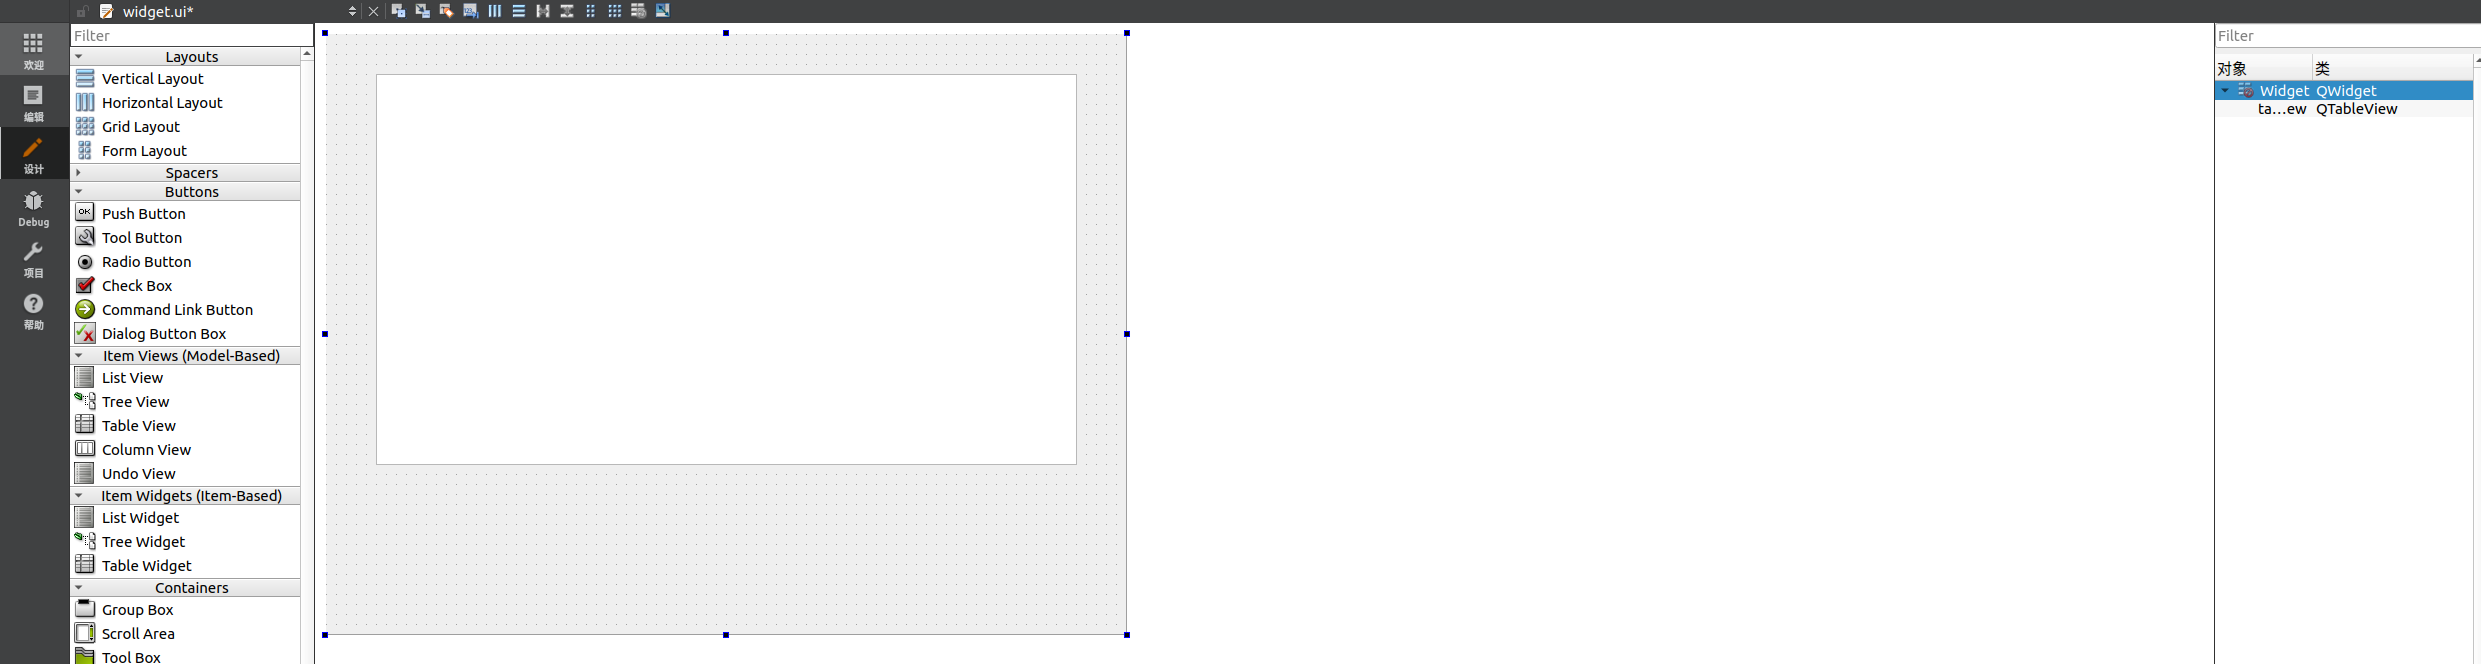 widget.ui*
欢迎
编辑
设计
Debug
项目
帮助
Filter
Layouts
Vertical Layout
Horizontal Layout
Grid Layout
Form Layout
Spacers
Buttons
Push Button
Tool Button
Radio Button
Check Box
Command Link Button
Dialog Button Box
Item Views (Model-Based)
List View
Tree View
Table View
Column View
Undo View
Item Widgets (Item-Based)
List Widget
Tree Widget
Table Widget
Containers
Group Box
Scroll Area
Tool Box
Filter
对象 类
Widget QWidget
ta...ew QTableView